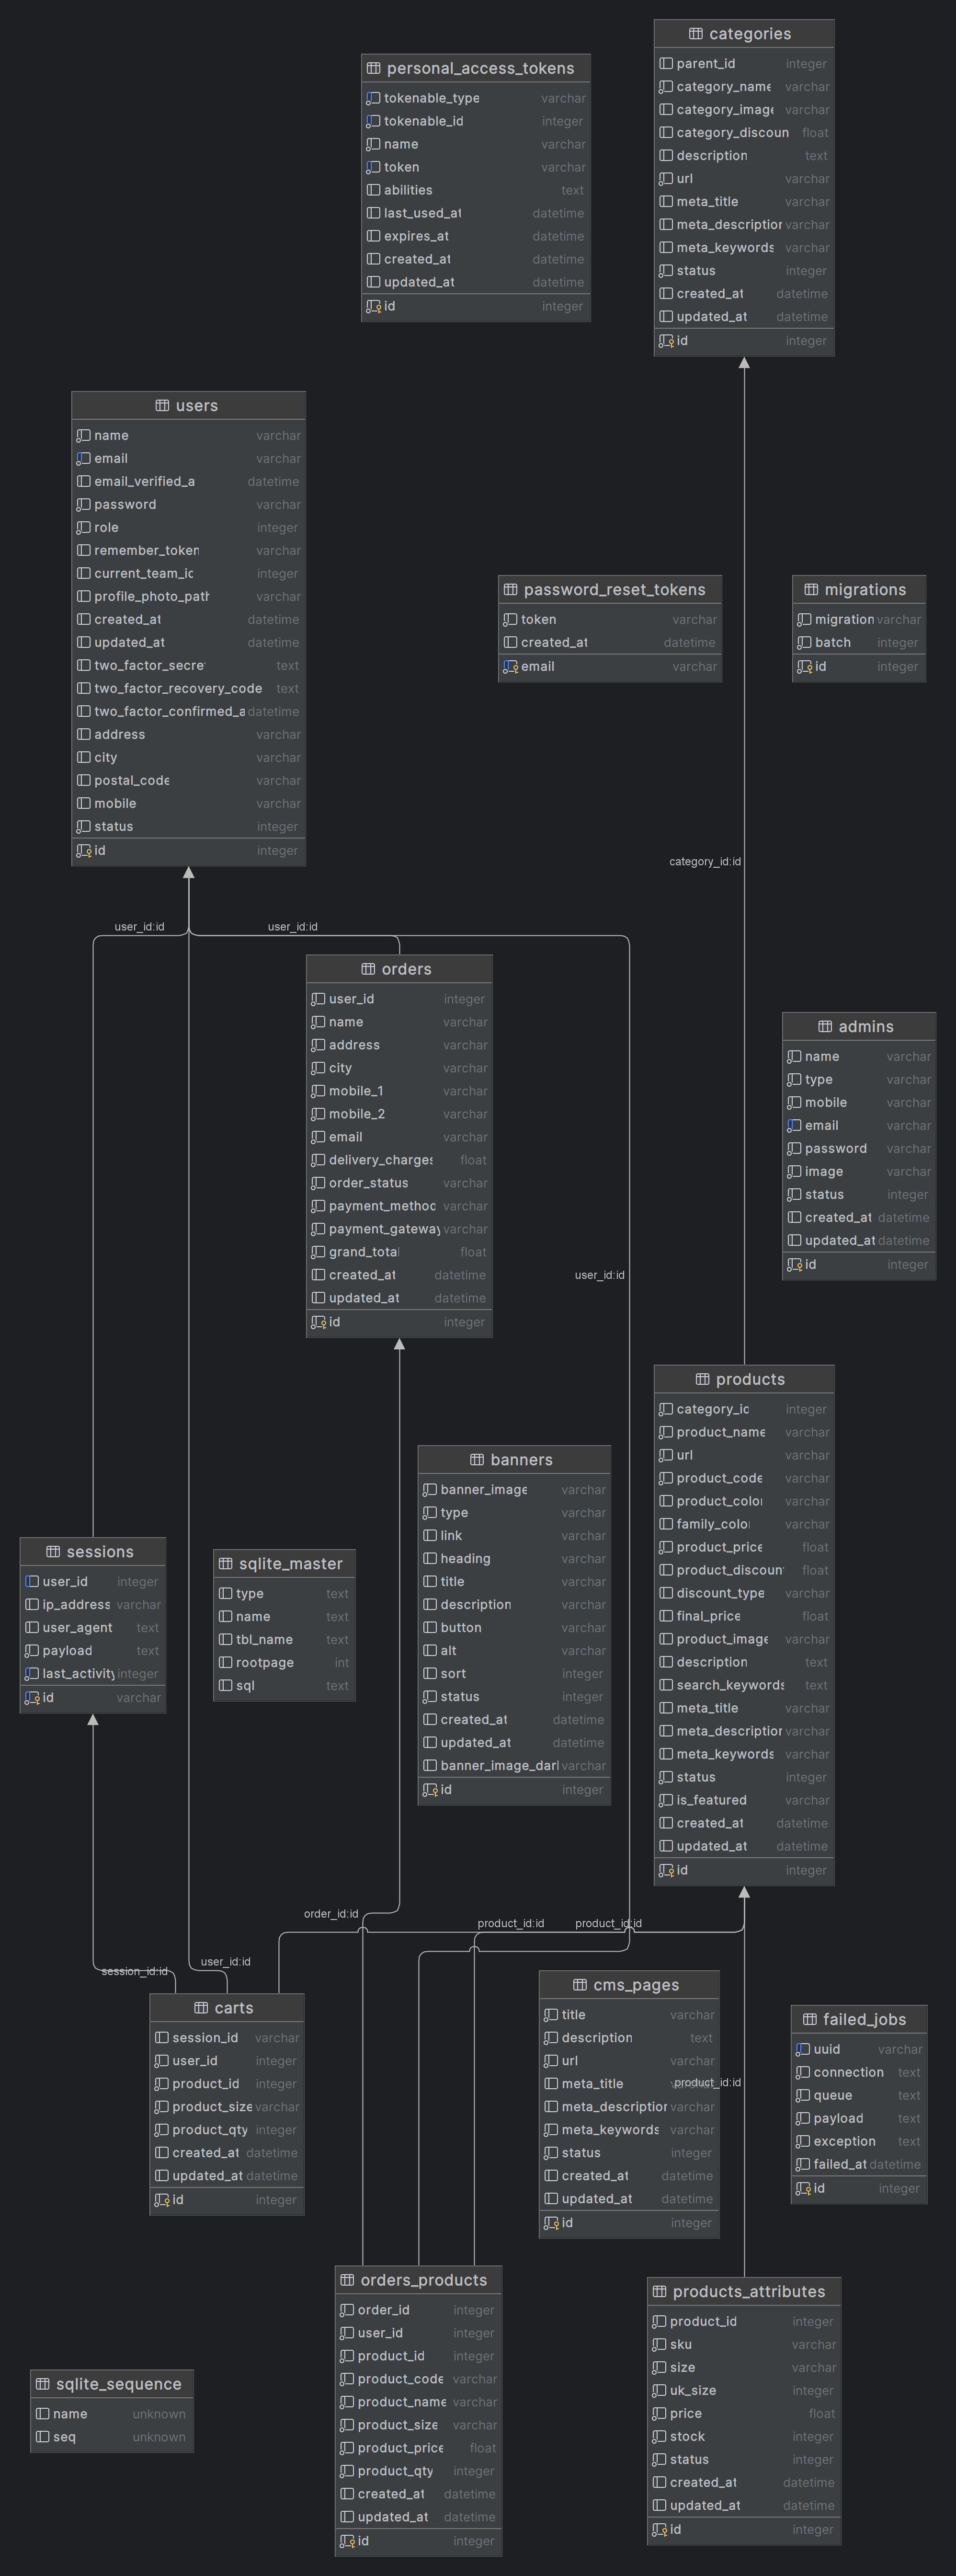 categories
parent_id integer
category_name varchar
category_image varchar
category_discoun float
description text
url varchar
meta_title varchar
meta_description varchar
meta_keywords varchar
status integer
created_at datetime
updated_at datetime
id integer
personal_access_tokens
tokenable_type varchar
tokenable_id integer
name varchar
token varchar
abilities text
last_used_at datetime
expires_at datetime
created_at datetime
updated_at datetime
id integer
users
name varchar
email varchar
email_verified_a datetime
password varchar
role integer
remember_token varchar
current_team_id integer
profile_photo_path varchar
created_at datetime
updated_at datetime
two_factor_secre text
two_factor_recovery_code text
two_factor_confirmed_a datetime
address varchar
city varchar
postal_code varchar
mobile varchar
status integer
id integer
password_reset_tokens
token varchar
created_at datetime
email varchar
migrations
migration varchar
batch integer
id integer
category_id:id
user_id:id
user_id:id
orders
user_id integer
name varchar
address varchar
city varchar
mobile_1 varchar
mobile_2 varchar
email varchar
delivery_charges float
order_status varchar
payment_method varchar
payment_gateway varchar
grand_total float
created_at datetime
updated_at datetime
id integer
admins
name varchar
type varchar
mobile varchar
email varchar
password varchar
image varchar
status integer
created_at datetime
updated_at datetime
id integer
user_id:id
products
category_id integer
product_name varchar
url varchar
product_code varchar
product_color varchar
family_color varchar
product_price float
product_discoun float
discount_type varchar
final_price float
product_image varchar
description text
search_keywords text
meta_title varchar
meta_description varchar
meta_keywords varchar
status integer
is_featured varchar
created_at datetime
updated_at datetime
id integer
banners
banner_image varchar
type varchar
link varchar
heading varchar
title varchar
description varchar
button varchar
alt varchar
sort integer
status integer
created_at datetime
updated_at datetime
banner_image_darl varchar
id integer
sessions
user_id integer
ip_address varchar
user_agent text
payload text
last_activity integer
id varchar
sqlite_master
type text
name text
tbl_name text
rootpage int
sql text
order_id:id
product_id:id
product_id:id
session_id:id
user_id:id
carts
session_id varchar
user_id integer
product_id integer
product_size varchar
product_qty integer
created_at datetime
updated_at datetime
id integer
cms_pages
title varchar
description text
url varchar
meta_title varchar
meta_description varchar
meta_keywords varchar
status integer
created_at datetime
updated_at datetime
id integer
product_id:id
failed_jobs
uuid varchar
connection text
queue text
payload text
exception text
failed_at datetime
id integer
orders_products
order_id integer
user_id integer
product_id integer
product_code varchar
product_name varchar
product_size varchar
product_price float
product_qty integer
created_at datetime
updated_at datetime
id integer
products_attributes
product_id integer
sku varchar
size varchar
uk_size integer
price float
stock integer
status integer
created_at datetime
updated_at datetime
id integer
sqlite_sequence
name unknown
seq unknown